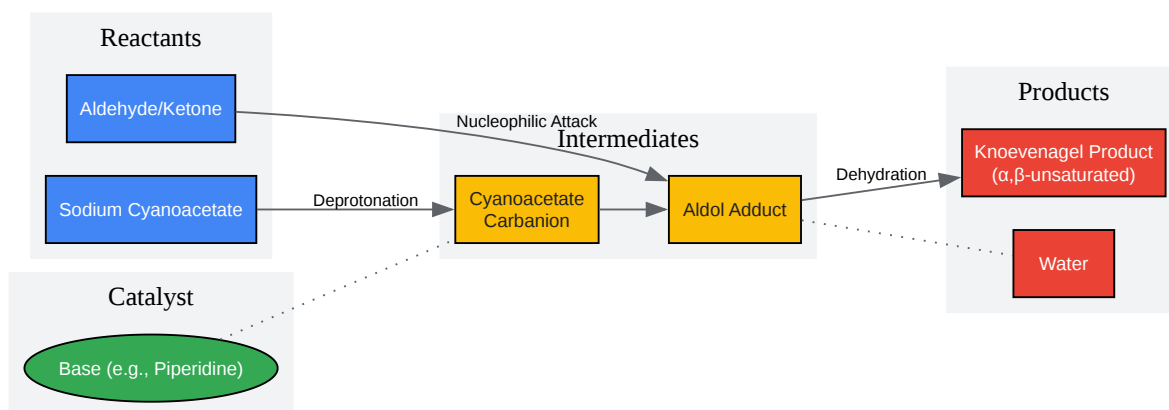 Reactants
Aldehyde/Ketone
Sodium Cyanoacetate
Catalyst
Base (e.g., Piperidine)
Deprotonation
Nucleophilic Attack
Intermediates
Cyanoacetate
Carbanion
Aldol Adduct
Dehydration
Products
Knoevenagel Product
(α,β-unsaturated)
Water